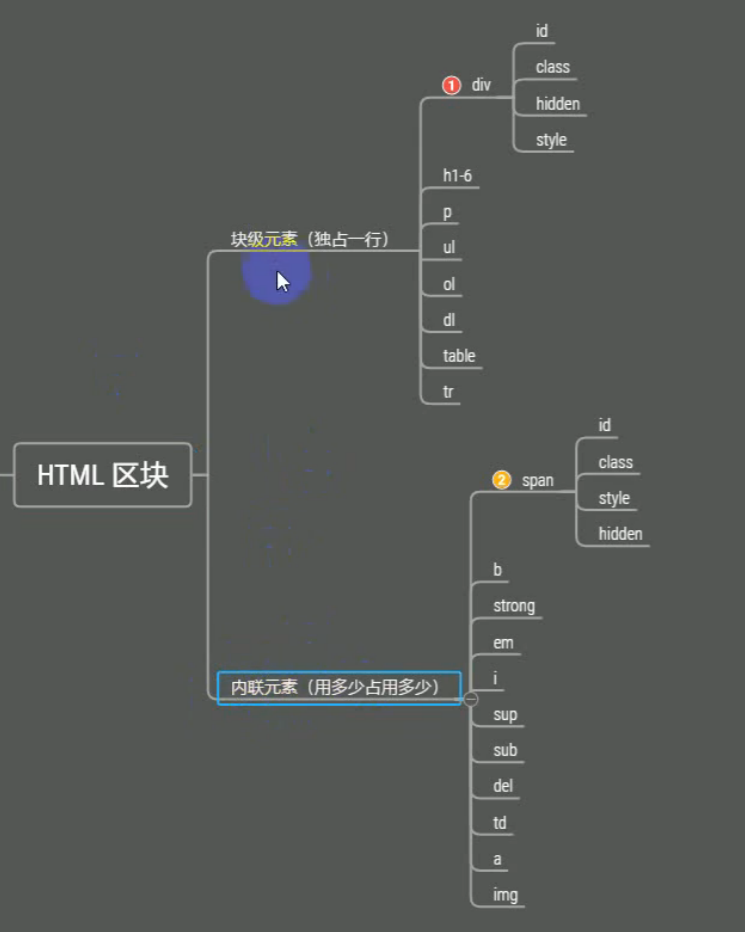 HTML 区块
块级元素（独占一行）
1 div
id
class
hidden
style
h1-6
p
ul
ol
dl
table
tr
内联元素（用多少占用多少）
2 span
id
class
style
hidden
b
strong
em
i
sup
sub
del
td
a
img